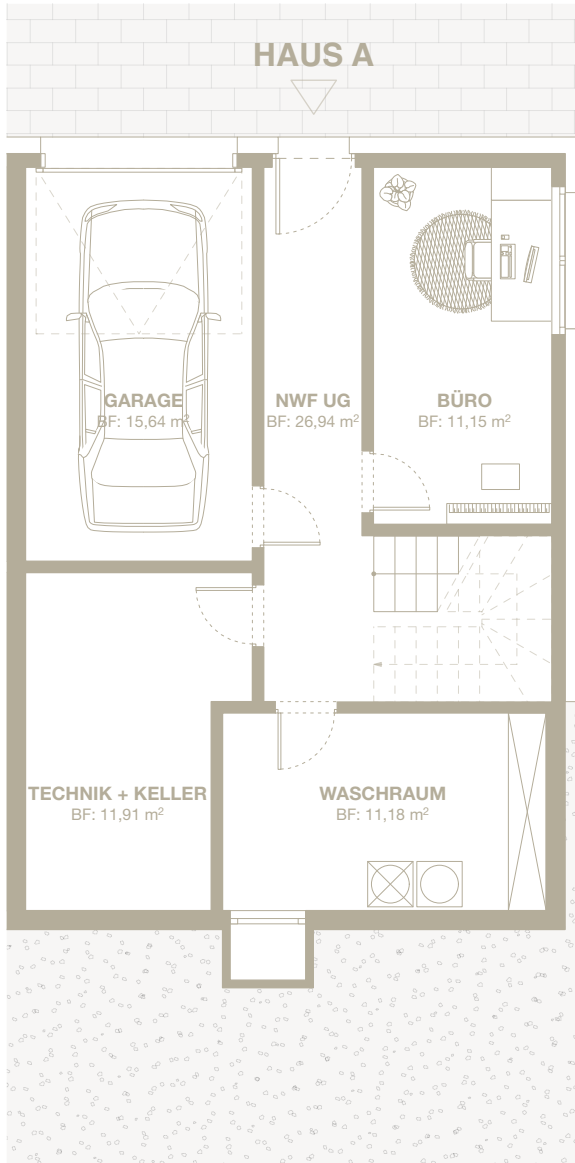 HAUS A
GARAGE
BF: 15,64 m²
NWF UG
BF: 26,94 m²
BÜRO
BF: 11,15 m²
TECHNIK + KELLER
BF: 11,91 m²
WASCHRAUM
BF: 11,18 m²